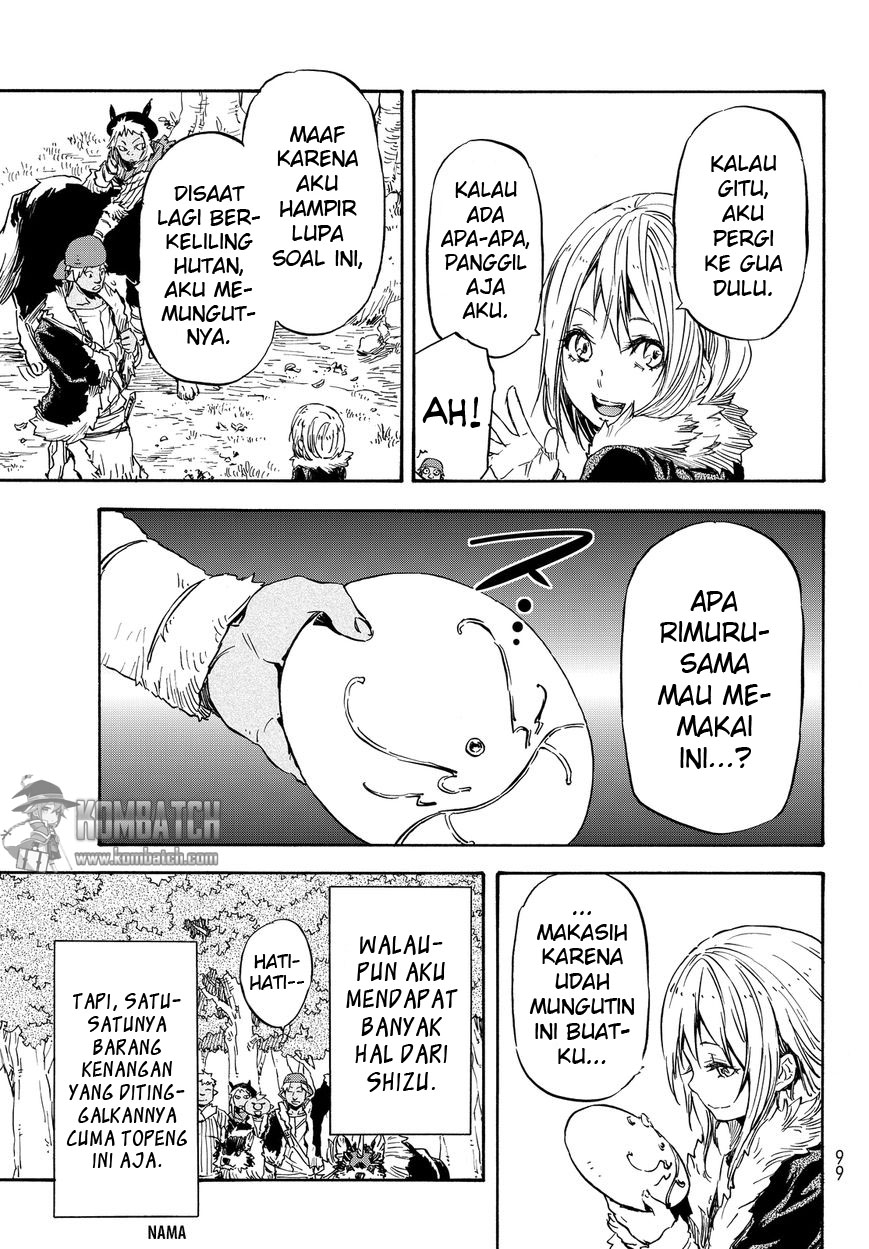 KALAU
GITU,
AKU
PERGI
KE GUA
DULU.
KALAU
ADA
APA-APA,
PANGGIL
AJA
AKU.
AH!
MAAF
KARENA
AKU
HAMPIR
LUPA
SOAL INI,
DISAAT
LAGI BER-
KELILING
HUTAN,
AKU ME-
MUNGUT-
NYA.
APA
RIMURU-
SAMA
MAU ME-
MAKAI
INI...?
KOMBATCH
www.kombatch.com
...
MAKASIH
KARENA
UDAH
MUNGUTIN
INI BUAT-
KU...
WALAU-
PUN AKU
MENDAPAT
BANYAK
HAL DARI
SHIZU.
HATI-
HATI--
TAPI, SATU-
SATUNYA
BARANG
KENANGAN
YANG DITING-
GALKANNYA
CUMA TOPENG
INI AJA.
NAMA
99